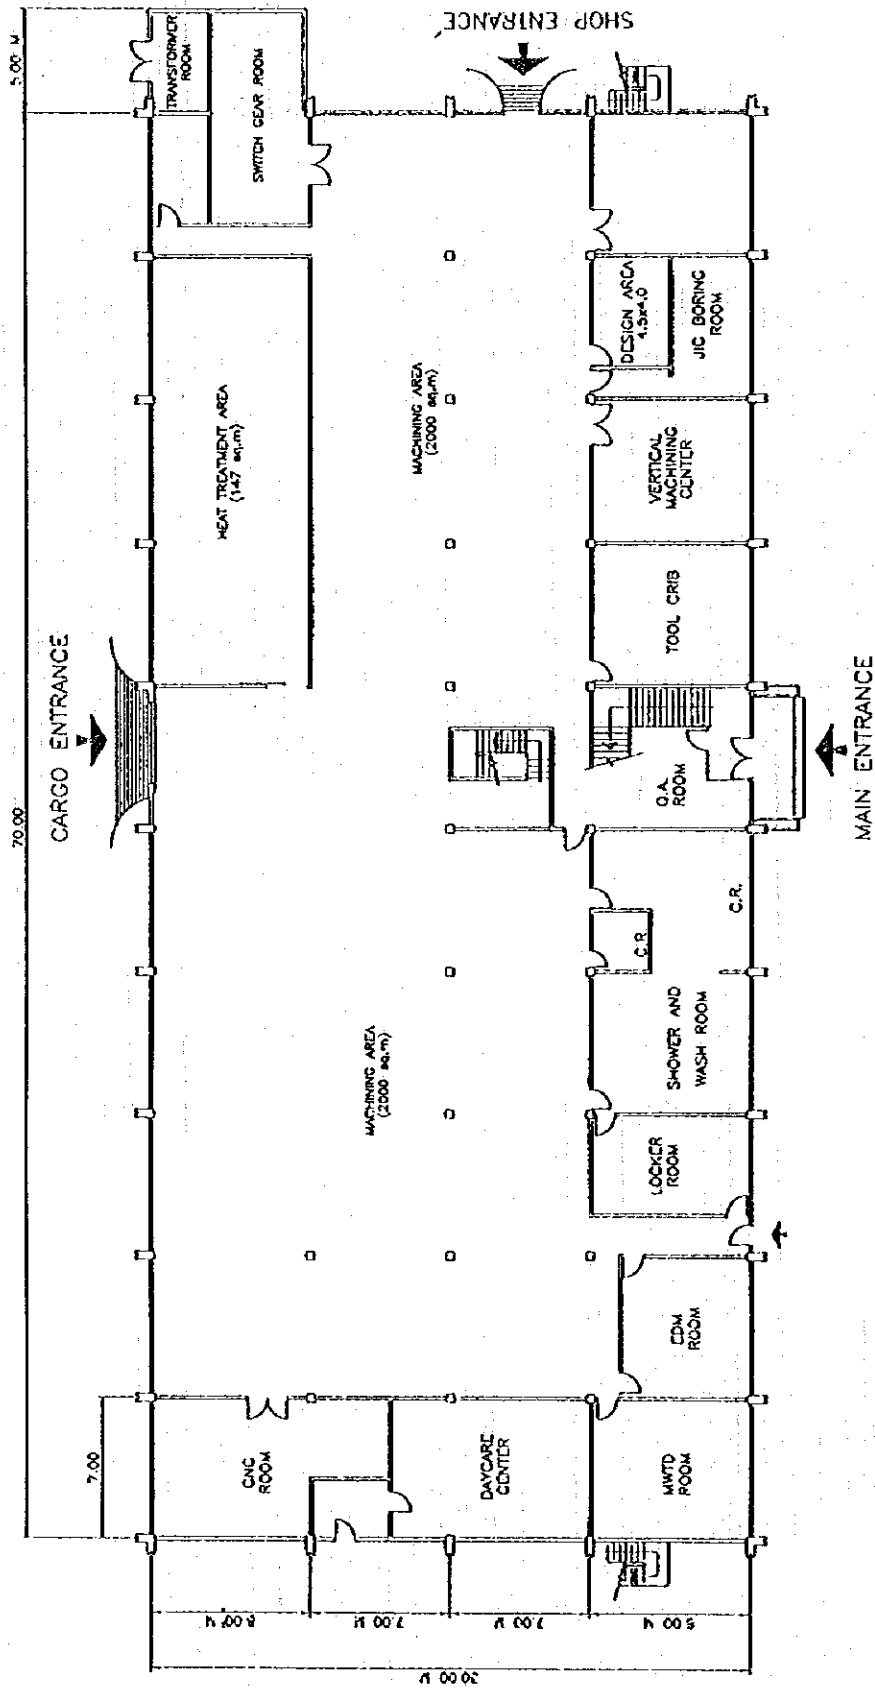 SHOP ENTRANCE
5.00 M
TRANSFORMER
ROOM
SWITCH GEAR ROOM
DESIGN AREA
4.5x4.0
JIC BORING
ROOM
HEAT TREATMENT AREA
(147 sq.m)
MACHINING AREA
(2000 sq.m)
VERTICAL
MACHINING
CENTER
TOOL CRIB
CARGO ENTRANCE
70.00
Q.A.
ROOM
MAIN ENTRANCE
C.R.
C.R.
MACHINING AREA
(2000 sq.m)
SHOWER AND
WASH ROOM
LOCKER
ROOM
EDM
ROOM
7.00
CNC
ROOM
DAYCARE
CENTER
MWTD
ROOM
8.00 M
7.00 M
7.00 M
30.00 M